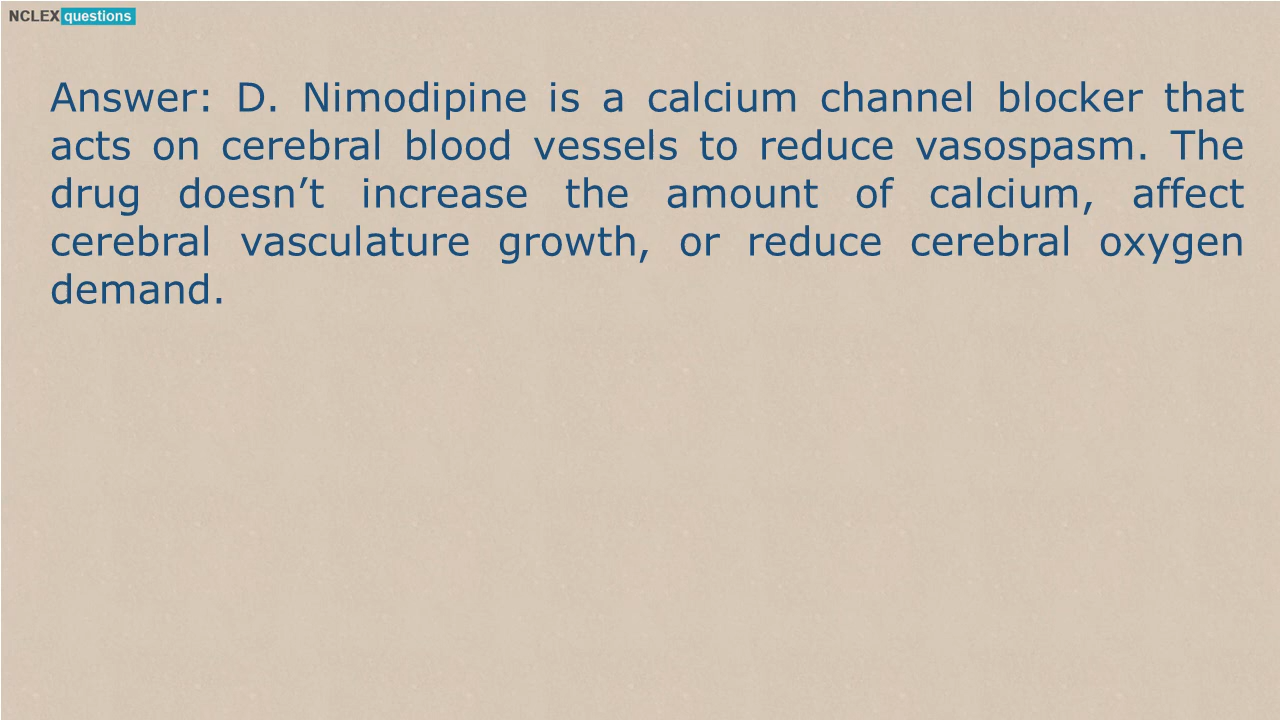 NCLEX questions
Answer: D. Nimodipine is a calcium channel blocker that
acts on cerebral blood vessels to reduce vasospasm. The
drug doesn’t increase the amount of calcium, affect
cerebral vasculature growth, or reduce cerebral oxygen
demand.